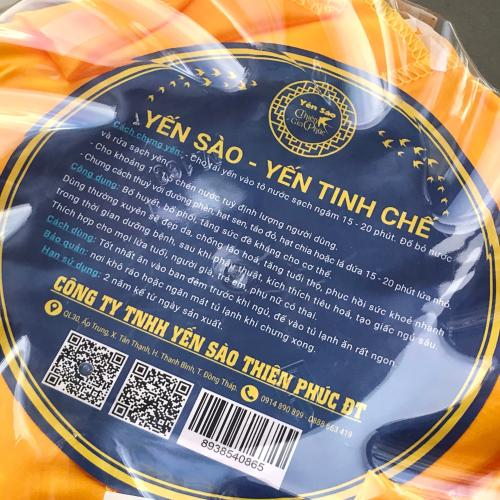 Yến Sào
Thiên
Gia Phúc
YẾN SÀO - YẾN TINH CHẾ
Cách chưng yến: - Cho tai yến vào tô nước sạch ngâm 15 - 20 phút. Đổ bỏ nước
và rửa sạch yến.
- Cho khoảng 1 chén nước tuỳ định lượng người dùng.
- Chưng cách thuỷ với đường phèn, hạt sen, táo đỏ, hạt chia hoặc lá dứa 15 - 20 phút lửa nhỏ.
Công dụng: Bổ huyết, bổ phổi, tăng sức đề kháng cho cơ thể.
Dùng thường xuyên sẽ đẹp da, chống lão hoá, tăng tuổi thọ, phục hồi sức khoẻ nhanh
trong thời gian dưỡng bệnh, sau khi phẫu thuật, kích thích tiêu hoá, tạo giấc ngủ sâu.
Thích hợp cho mọi lứa tuổi, người già, trẻ em, phụ nữ có thai.
Cách dùng: Tốt nhất ăn vào ban đêm trước khi ngủ, để vào tủ lạnh ăn rất ngon.
Bảo quản: nơi khô ráo hoặc ngăn mát tủ lạnh khi chưng xong.
Hạn sử dụng: 2 năm kể từ ngày sản xuất.
CÔNG TY TNHH YẾN SÀO THIÊN PHÚC ĐT
QL30, Ấp Trung, X. Tân Thạnh, H. Thanh Bình, T. Đồng Tháp.
0914 890 899 - 0888 663 419
8938540865